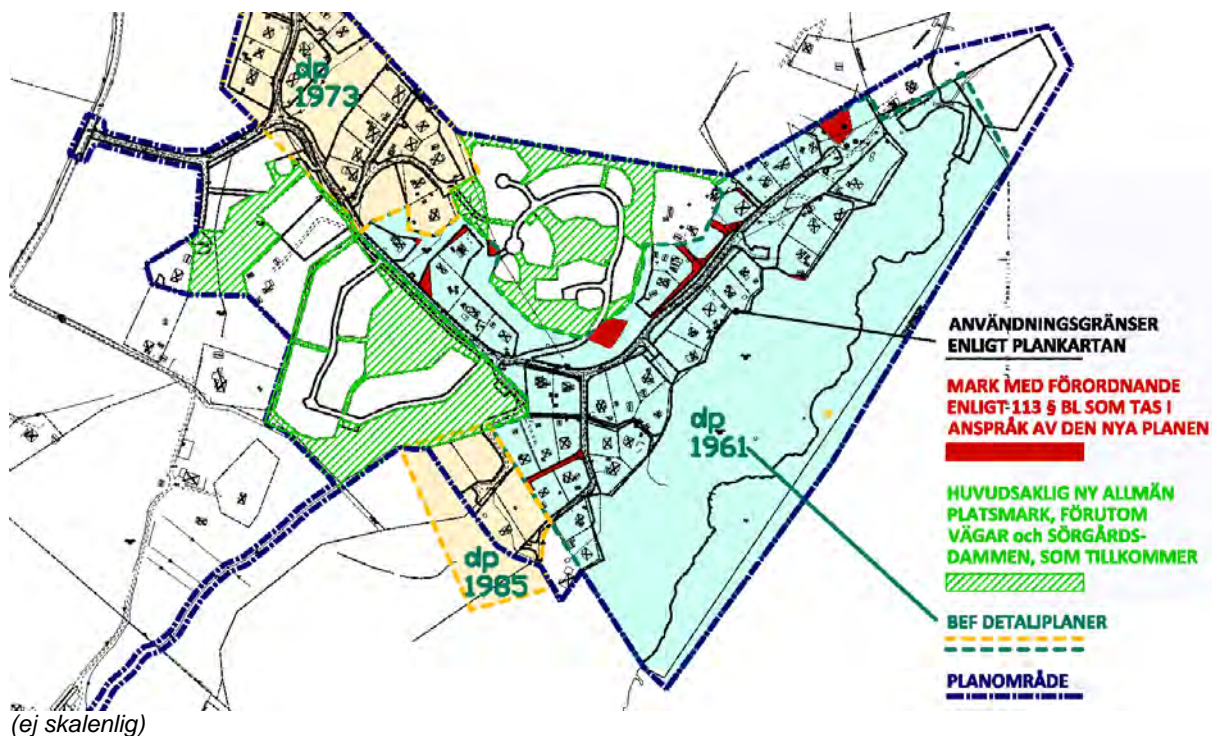 dp
1973
dp
1961
dp
1985
ANVÄNDNINGSGRÄNSER
ENLIGT PLANKARTAN
MARK MED FÖRORDNANDE
ENLIGT 113 § BL SOM TAS I
ANSPRÅK AV DEN NYA PLANEN
HUVUDSAKLIG NY ALLMÄN
PLATSMARK, FÖRUTOM
VÄGAR och SÖRGÅRDS-
DAMMEN, SOM TILLKOMMER
BEF DETALJPLANER
PLANOMRÅDE
(ej skalenlig)